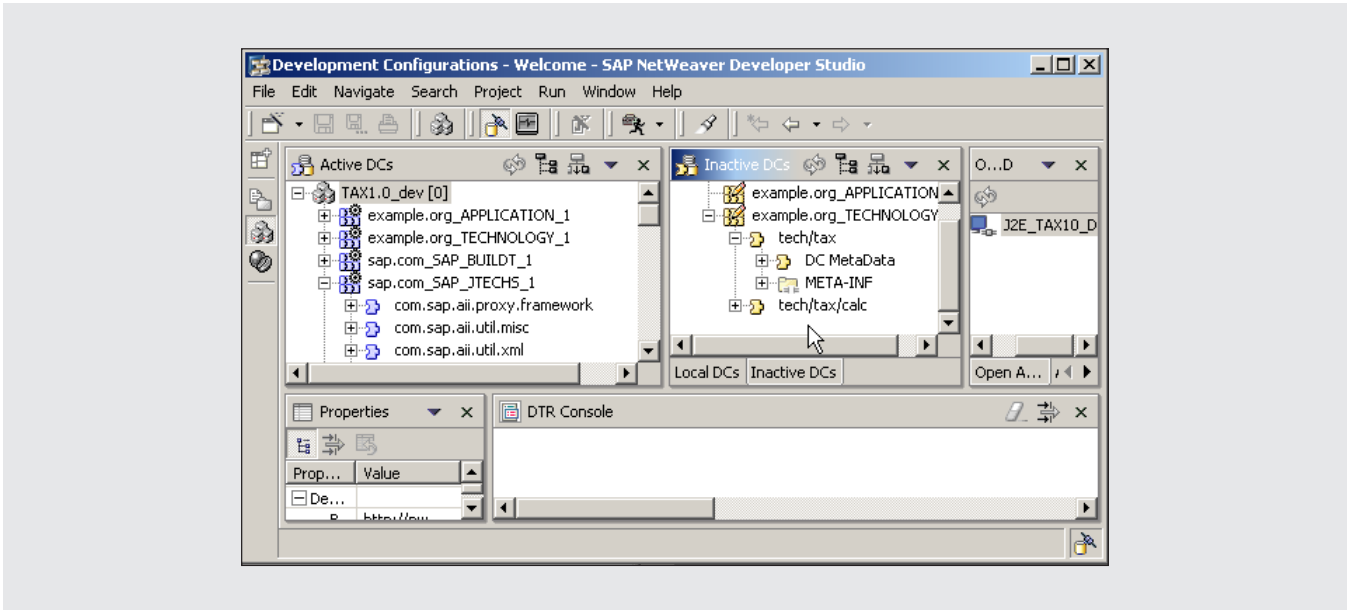 Development Configurations - Welcome - SAP NetWeaver Developer Studio
File Edit Navigate Search Project Run Window Help
Active DCs
TAX1.0_dev [0]
example.org_APPLICATION_1
example.org_TECHNOLOGY_1
sap.com_SAP_BUILDT_1
sap.com_SAP_JTECHS_1
com.sap.aii.proxy.framework
com.sap.aii.util.misc
com.sap.aii.util.xml
Inactive DCs
example.org_APPLICATION
example.org_TECHNOLOGY
tech/tax
DC MetaData
META-INF
tech/tax/calc
Local DCs Inactive DCs
O...D
J2E_TAX10_D
Open A...
Properties
Prop... Value
De...
DTR Console